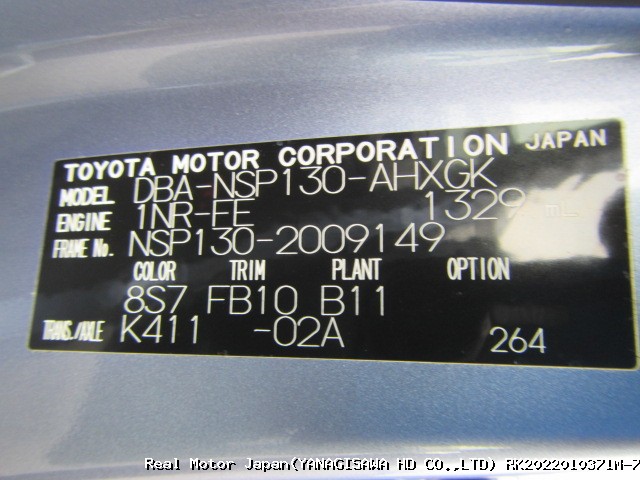 TOYOTA MOTOR CORPORATION JAPAN
MODEL DBA-NSP130-AHXGK
ENGINE 1NR-FE 1329 mL
FRAME No. NSP130-2009149
COLOR TRIM PLANT OPTION
8S7 FB10 B11
TRANS./AXLE K411 -02A 264
Real Motor Japan(YANAGISAWA HD CO.,LTD) RK2022010371M-7